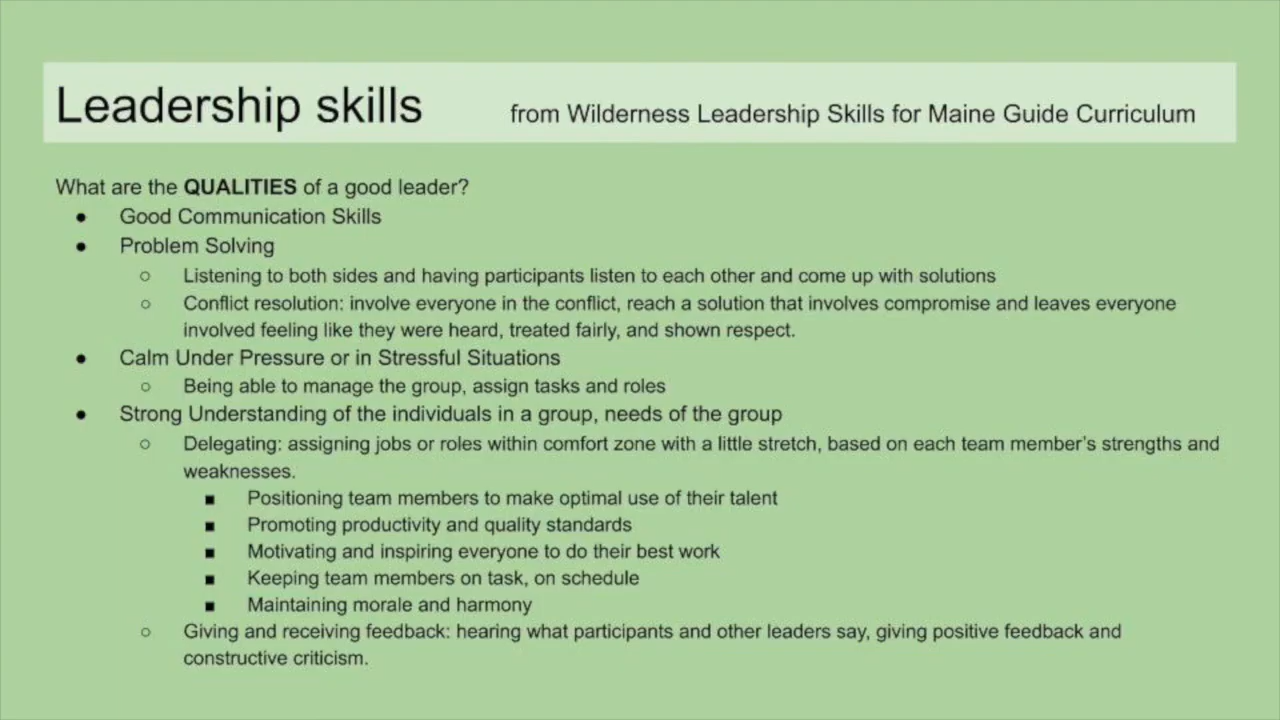 Leadership skills from Wilderness Leadership Skills for Maine Guide Curriculum
What are the QUALITIES of a good leader?
● Good Communication Skills
● Problem Solving
○ Listening to both sides and having participants listen to each other and come up with solutions
○ Conflict resolution: involve everyone in the conflict, reach a solution that involves compromise and leaves everyone
involved feeling like they were heard, treated fairly, and shown respect.
● Calm Under Pressure or in Stressful Situations
○ Being able to manage the group, assign tasks and roles
● Strong Understanding of the individuals in a group, needs of the group
○ Delegating: assigning jobs or roles within comfort zone with a little stretch, based on each team member's strengths and
weaknesses.
■ Positioning team members to make optimal use of their talent
■ Promoting productivity and quality standards
■ Motivating and inspiring everyone to do their best work
■ Keeping team members on task, on schedule
■ Maintaining morale and harmony
○ Giving and receiving feedback: hearing what participants and other leaders say, giving positive feedback and
constructive criticism.